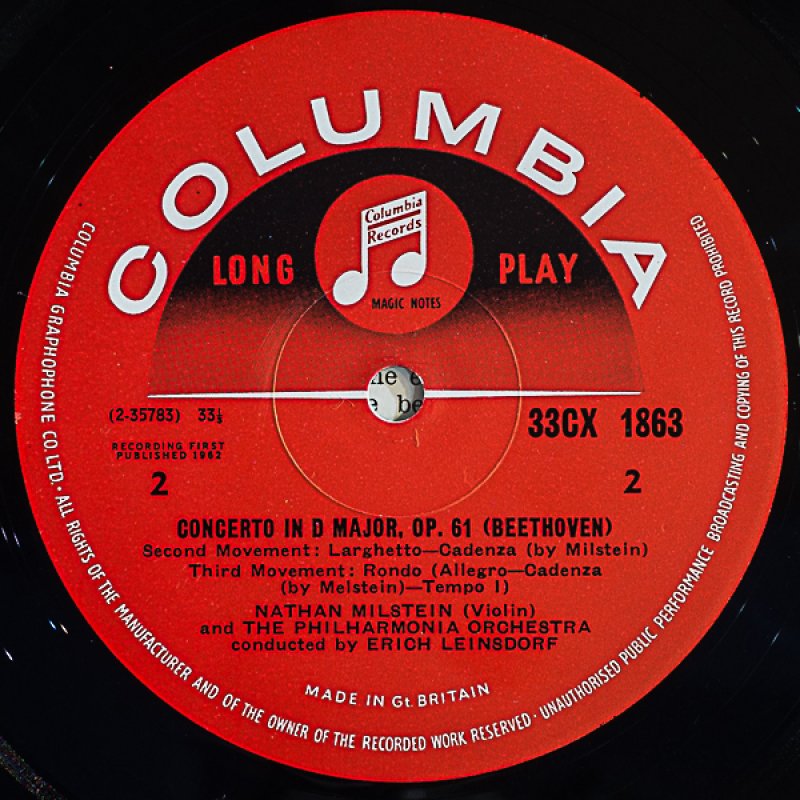 COLUMBIA
Columbia
Records
MAGIC NOTES
LONG PLAY
(2-35783) 33⅓
33CX 1863
RECORDING FIRST
PUBLISHED 1962
2
2
CONCERTO IN D MAJOR, OP. 61 (BEETHOVEN)
Second Movement: Larghetto—Cadenza (by Milstein)
Third Movement: Rondo (Allegro—Cadenza
(by Melstein)—Tempo I)
NATHAN MILSTEIN (Violin)
and THE PHILHARMONIA ORCHESTRA
conducted by ERICH LEINSDORF
MADE IN Gt. BRITAIN
COLUMBIA GRAPHOPHONE CO. LTD. · ALL RIGHTS OF THE MANUFACTURER AND OF THE OWNER OF THE RECORDED WORK RESERVED · UNAUTHORISED PUBLIC PERFORMANCE BROADCASTING AND COPYING OF THIS RECORD PROHIBITED